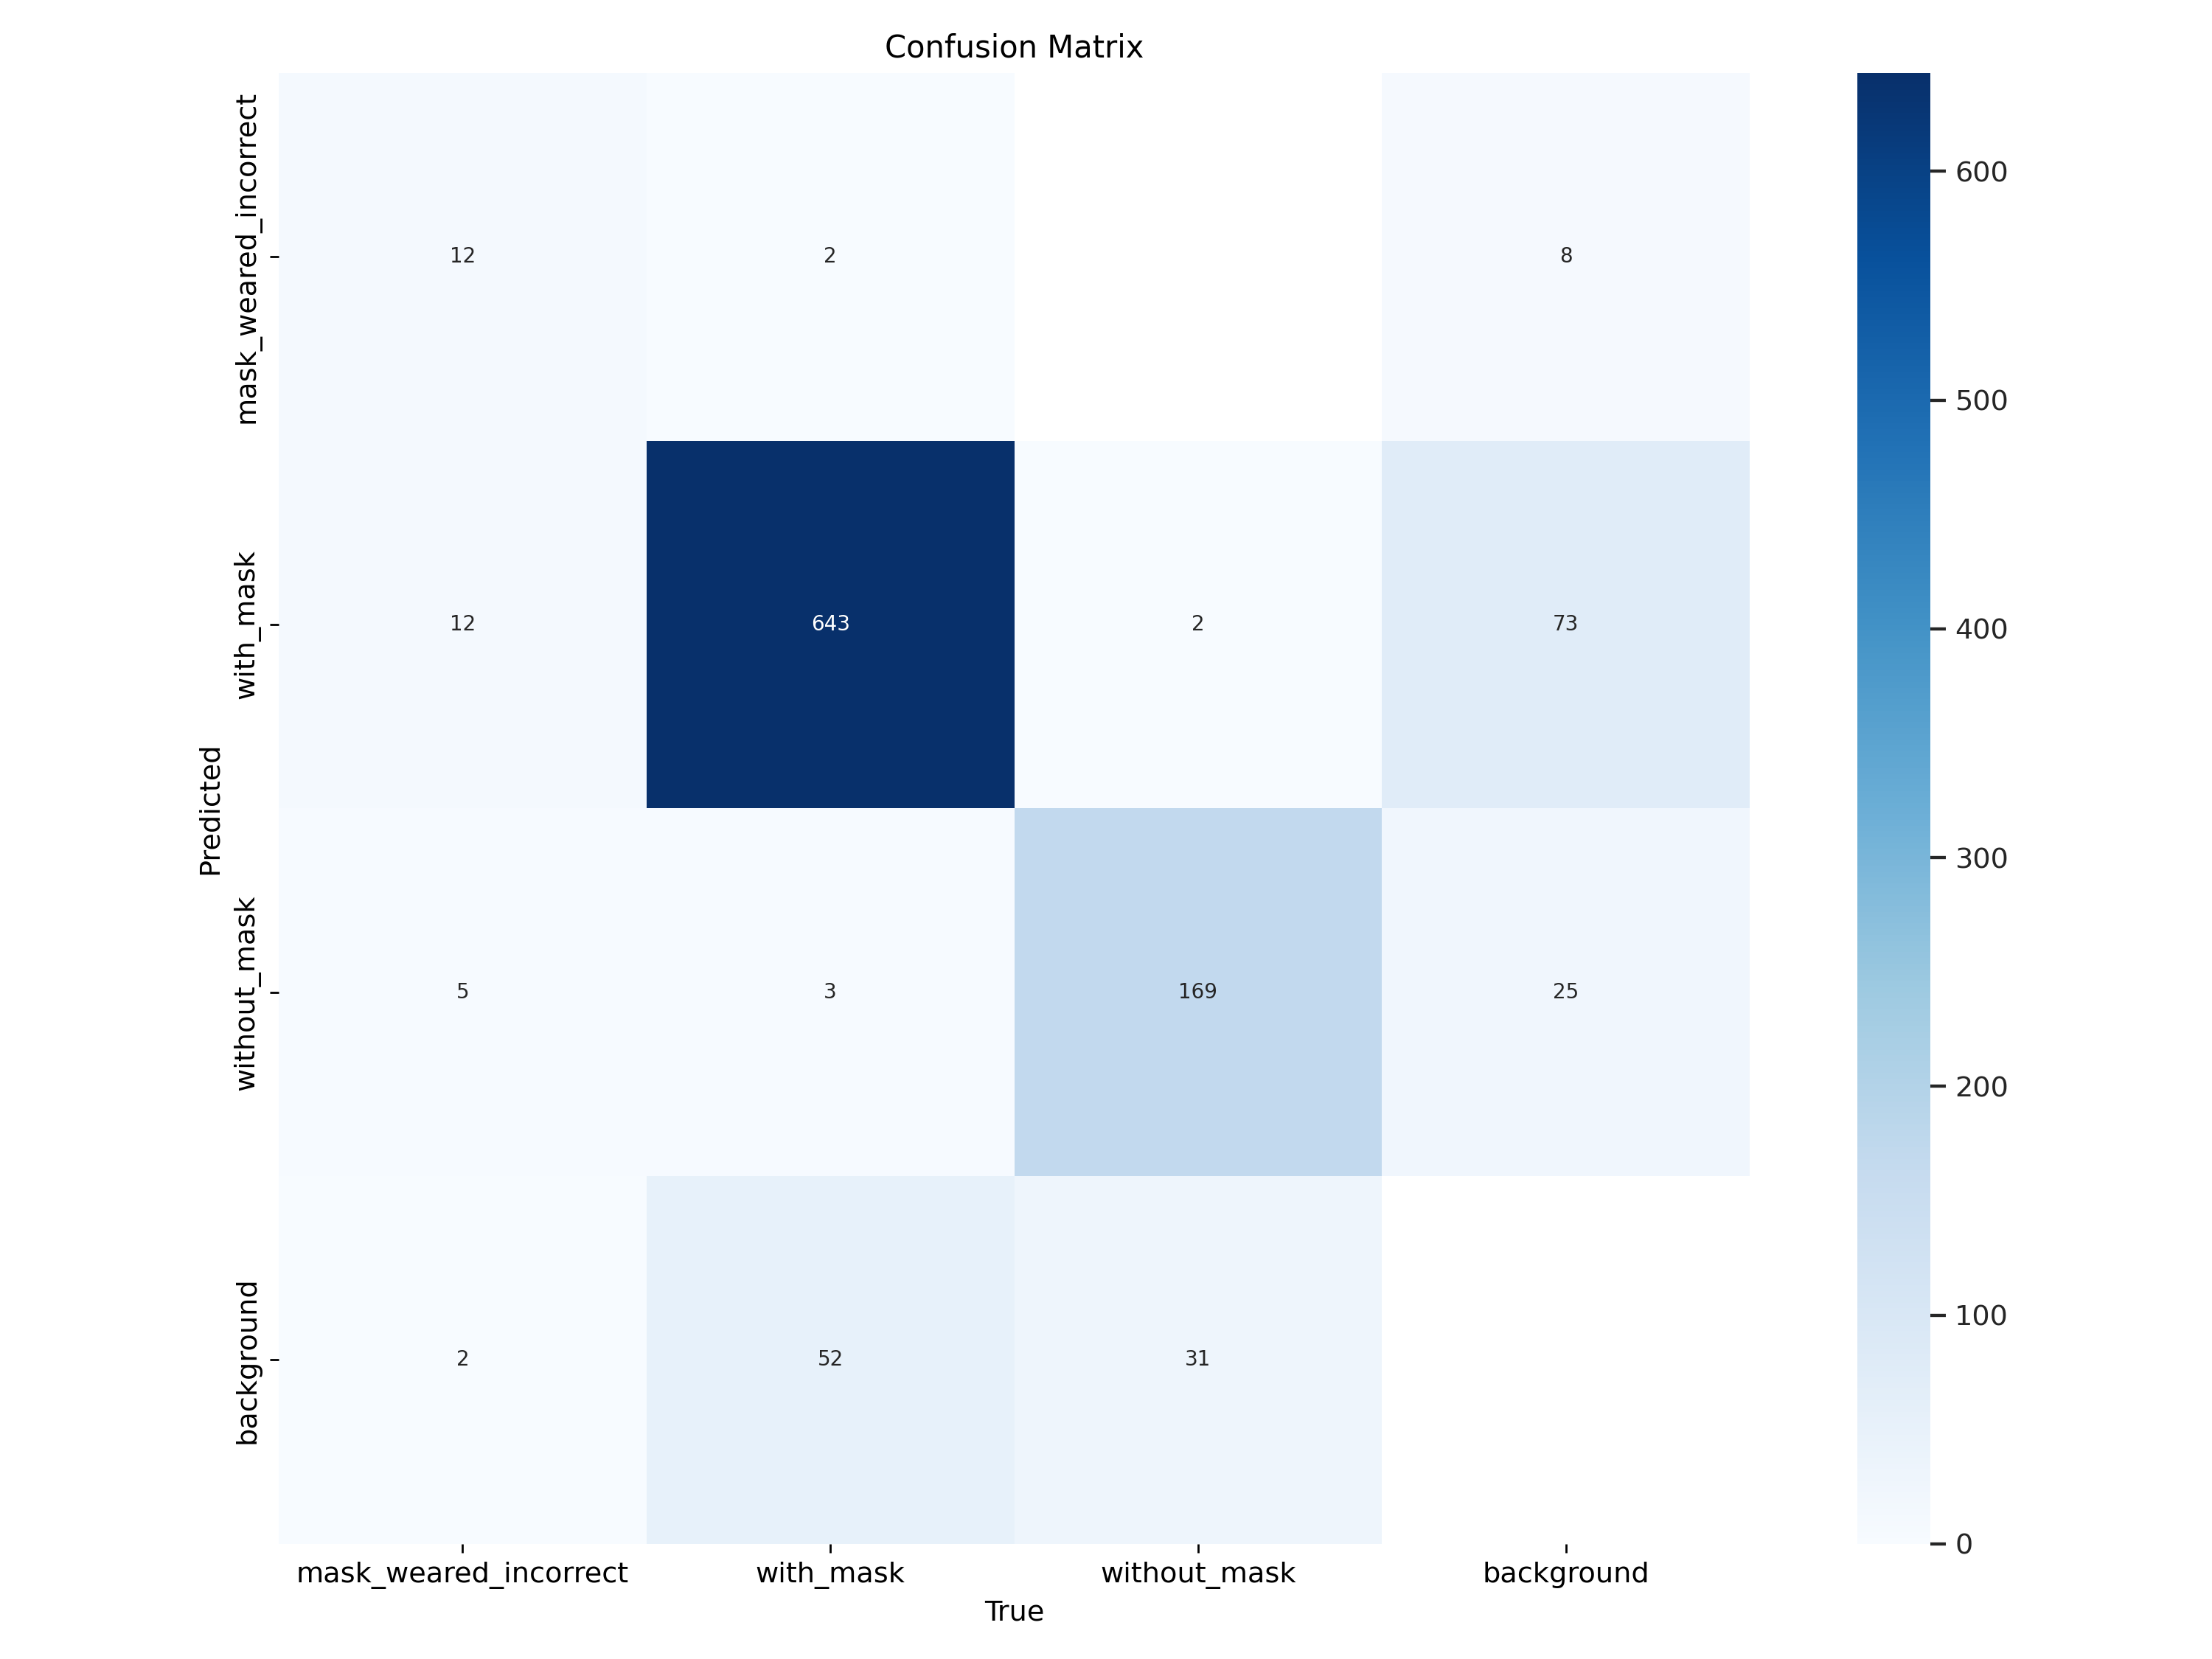 Confusion Matrix
mask_weared_incorrect
12
2
8
600
500
with_mask
12
643
2
73
400
Predicted
300
without_mask
5
3
169
25
200
background
2
52
31
100
0
mask_weared_incorrect
with_mask
without_mask
background
True